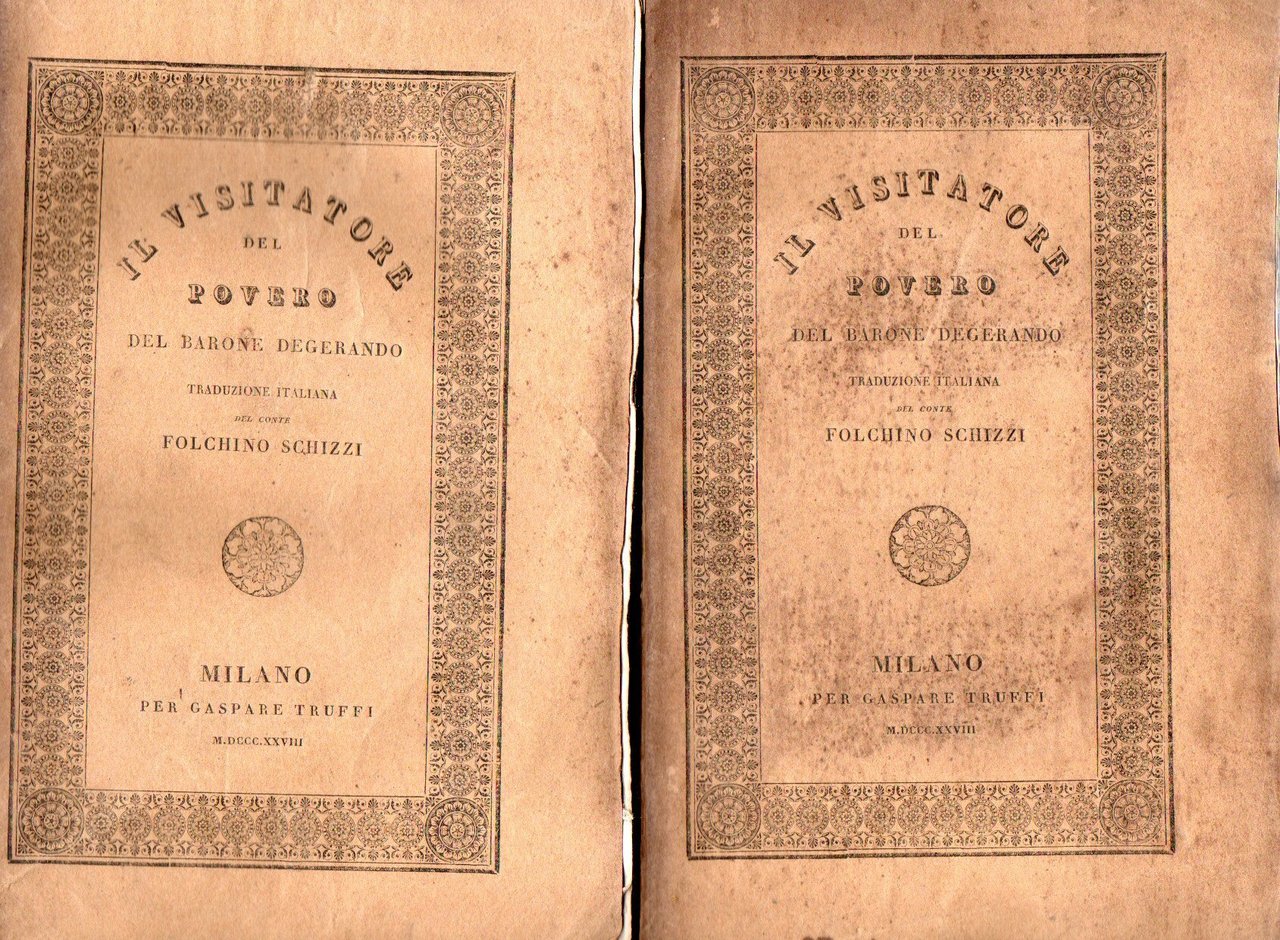 IL VISITATORE
DEL
POVERO
DEL BARONE DEGERANDO
TRADUZIONE ITALIANA
DEL CONTE
FOLCHINO SCHIZZI
MILANO
PER GASPARE TRUFFI
M.DCCC.XXVIII
IL VISITATORE
DEL
POVERO
DEL BARONE DEGERANDO
TRADUZIONE ITALIANA
DEL CONTE
FOLCHINO SCHIZZI
MILANO
PER GASPARE TRUFFI
M.DCCC.XXVIII